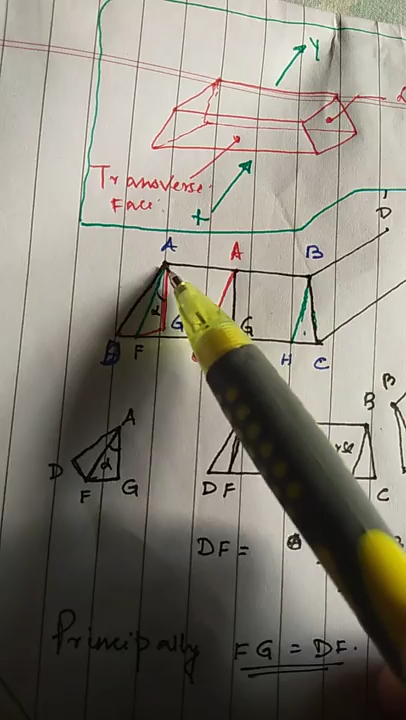 Y
Transverse
Face
X
D
A A B
α
G G
B F H C
A B B
D α
F G
D F C
DF =
Principally FG = DF.